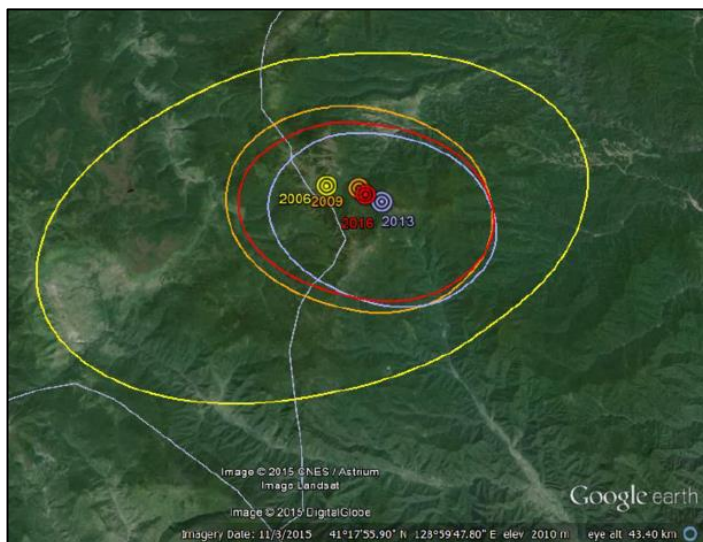 2006
2009
2016
2013
Image © 2015 CNES / Astrium
Image Landsat
Image © 2015 DigitalGlobe
Google earth
Imagery Date: 11/3/2015 41°17'55.90" N 128°59'47.80" E elev 2010 m eye alt 43.40 km